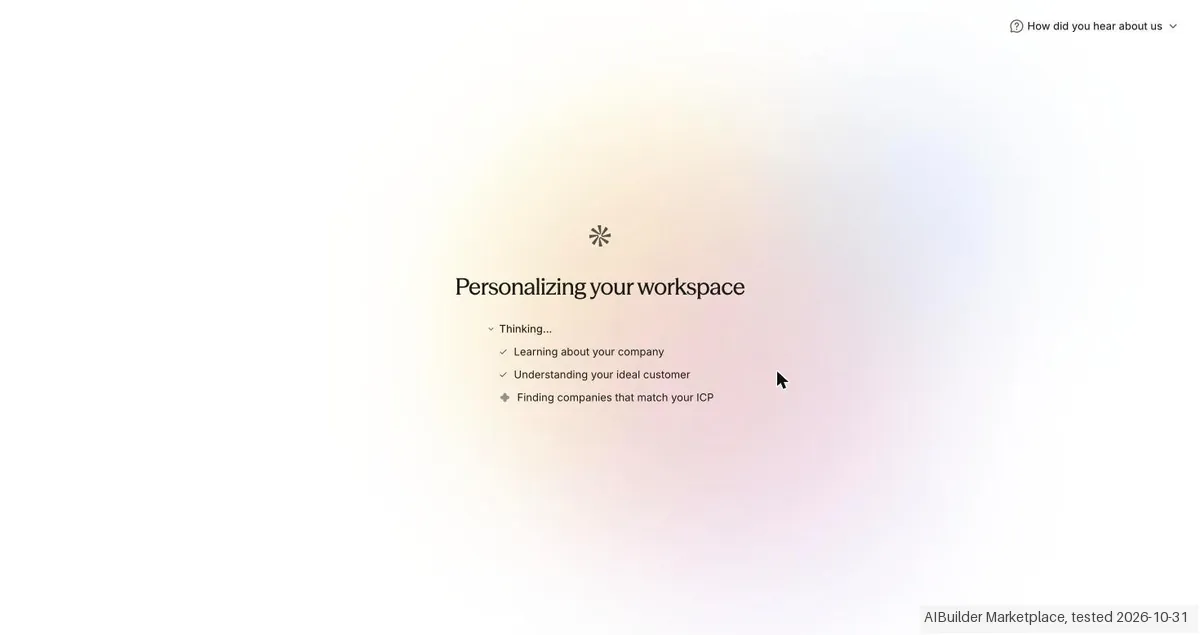 How did you hear about us
Personalizing your workspace
Thinking...
Learning about your company
Understanding your ideal customer
Finding companies that match your ICP
AIBuilder Marketplace, tested 2026-10-31